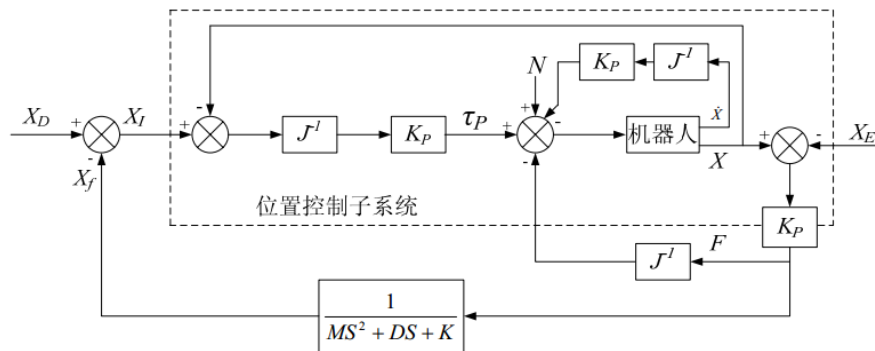 K_P
J^1
N
Ẋ
X_D
+
-
X_I
+
-
J^1
K_P
τ_P
+
+
-
-
机器人
X
+
-
X_E
X_f
位置控制子系统
K_P
J^1
F
1
MS^2 + DS + K